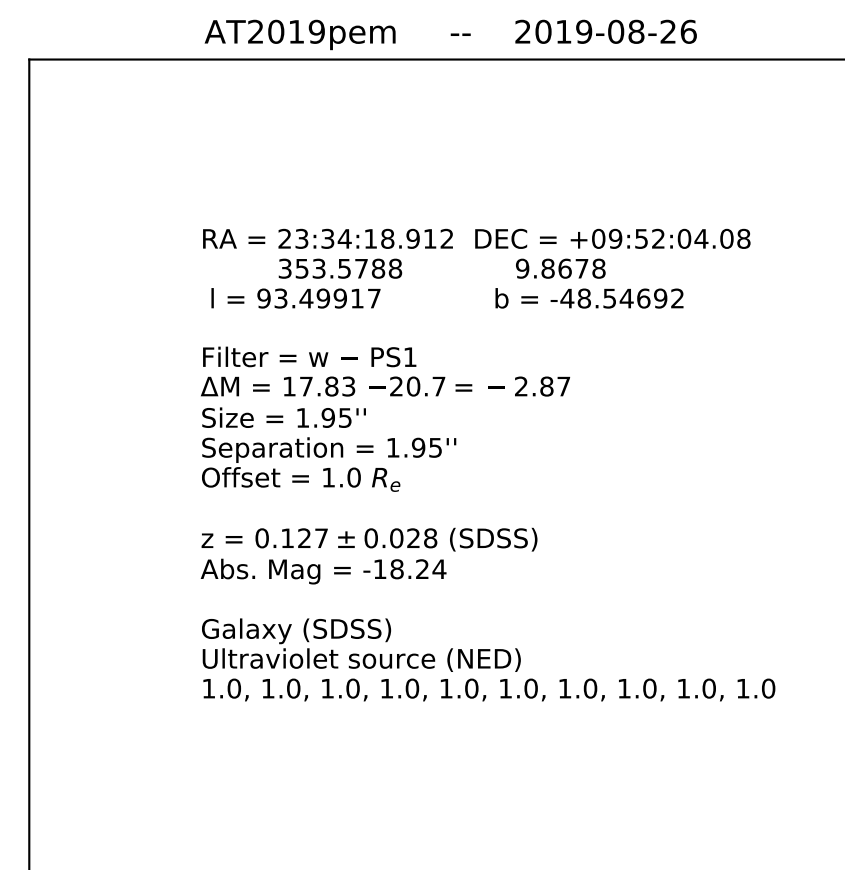 AT2019pem -- 2019-08-26
RA = 23:34:18.912 DEC = +09:52:04.08
353.5788 9.8678
l = 93.49917 b = -48.54692
Filter = w − PS1
ΔM = 17.83 −20.7 = − 2.87
Size = 1.95''
Separation = 1.95''
Offset = 1.0 Re
z = 0.127 ± 0.028 (SDSS)
Abs. Mag = -18.24
Galaxy (SDSS)
Ultraviolet source (NED)
1.0, 1.0, 1.0, 1.0, 1.0, 1.0, 1.0, 1.0, 1.0, 1.0